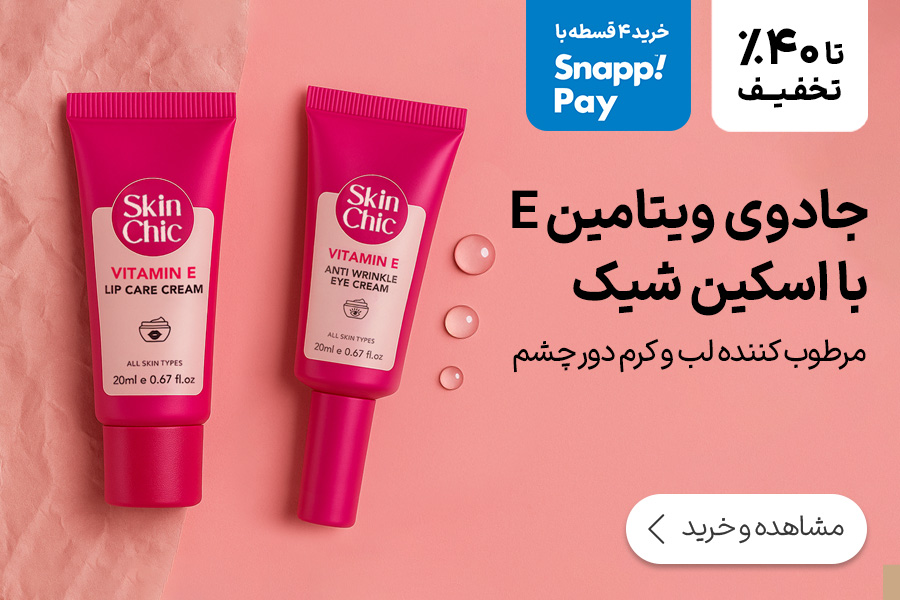 تا ۴۰٪
تخفیف
خرید ۴ قسطه با
Snapp!
Pay
جادوی ویتامین E
با اسکین شیک
مرطوب کننده لب و کرم دور چشم
مشاهده و خرید
Skin
Chic
VITAMIN E
LIP CARE CREAM
ALL SKIN TYPES
20ml e 0.67 fl.oz
Skin
Chic
VITAMIN E
ANTI WRINKLE
EYE CREAM
ALL SKIN TYPES
20ml e 0.67 fl.oz